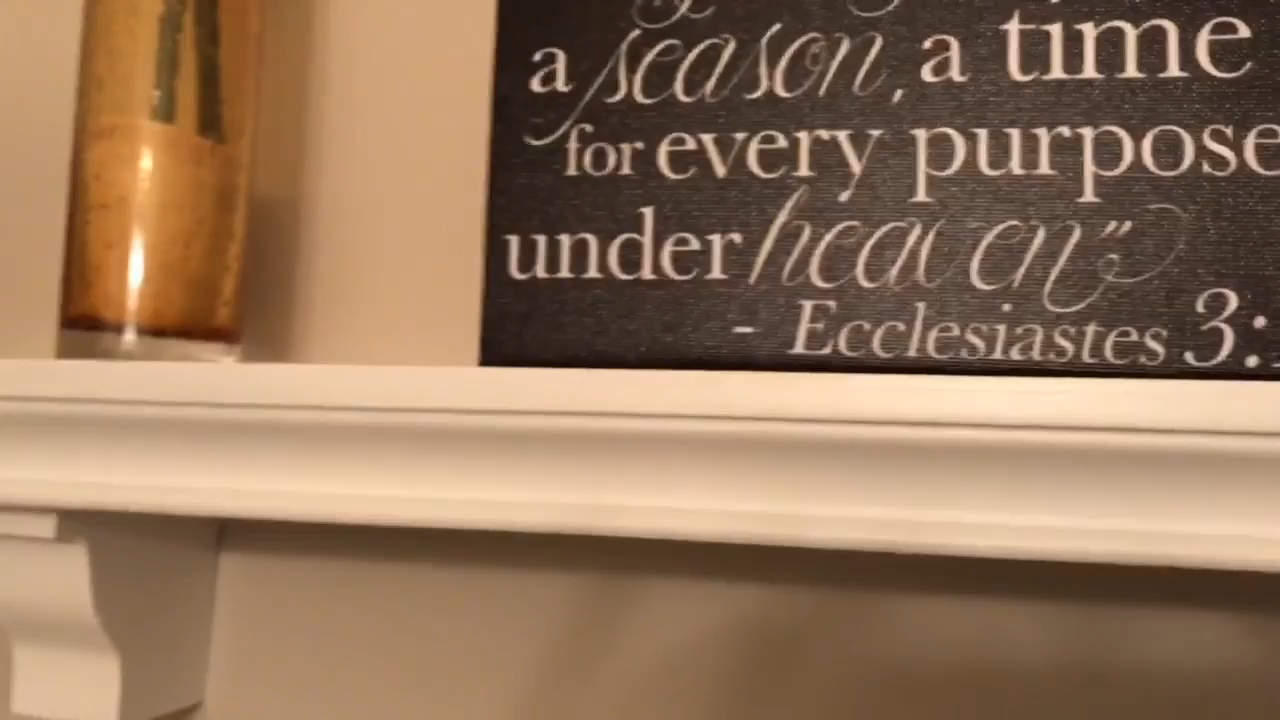 a season, a time
for every purpose
under heaven”
- Ecclesiastes 3: